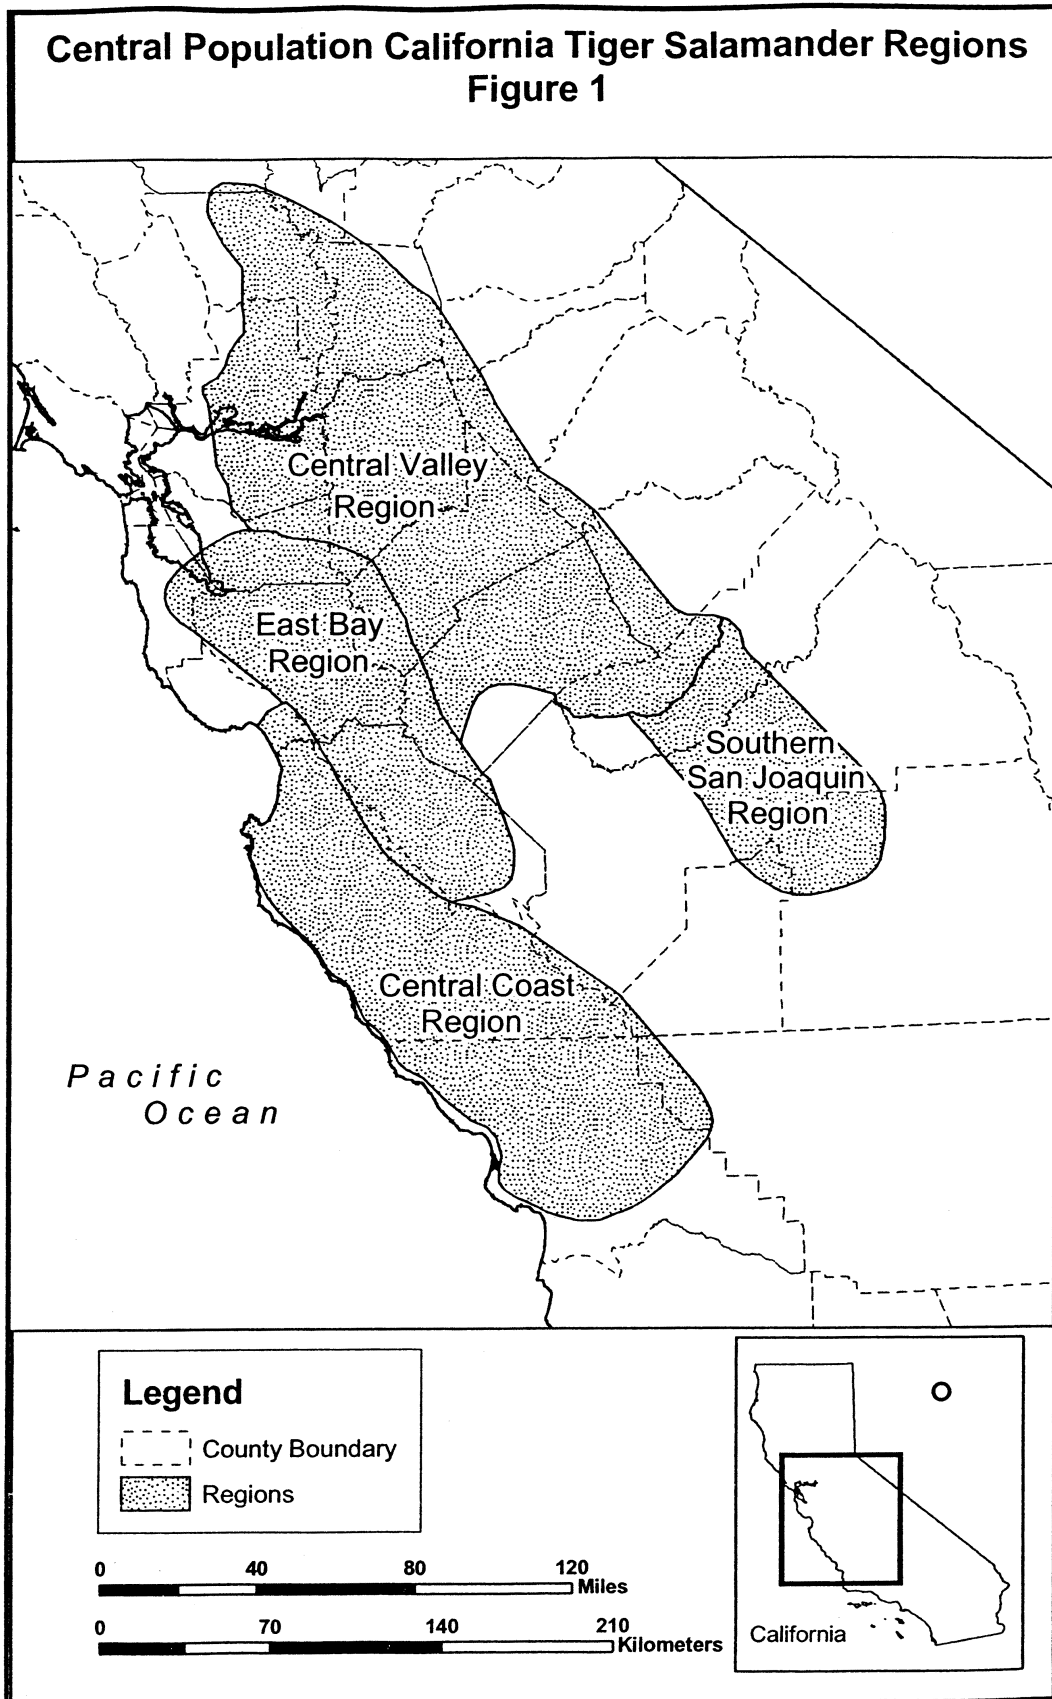 Central Population California Tiger Salamander Regions
Figure 1
Central Valley
Region
East Bay
Region
Southern
San Joaquin
Region
Central Coast
Region
Pacific
Ocean
Legend
County Boundary
Regions
0 40 80 120
Miles
0 70 140 210
Kilometers
California